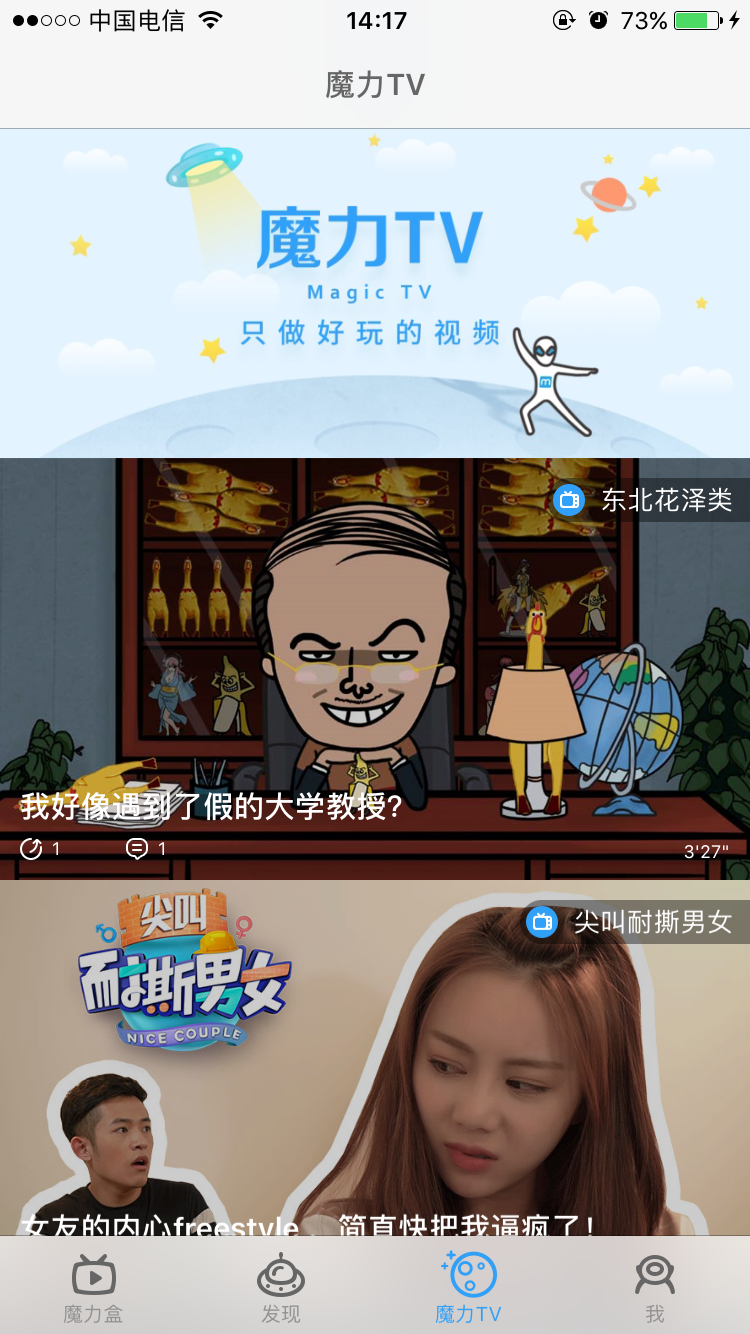 中国电信
14:17
73%
魔力TV
魔力TV
Magic TV
只做好玩的视频
东北花泽类
我好像遇到了假的大学教授?
1
1
3'27"
尖叫耐撕男女
尖叫
耐撕男女
NICE COUPLE
女友的内心freestyle，简直快把我逼疯了！
魔力盒
发现
魔力TV
我